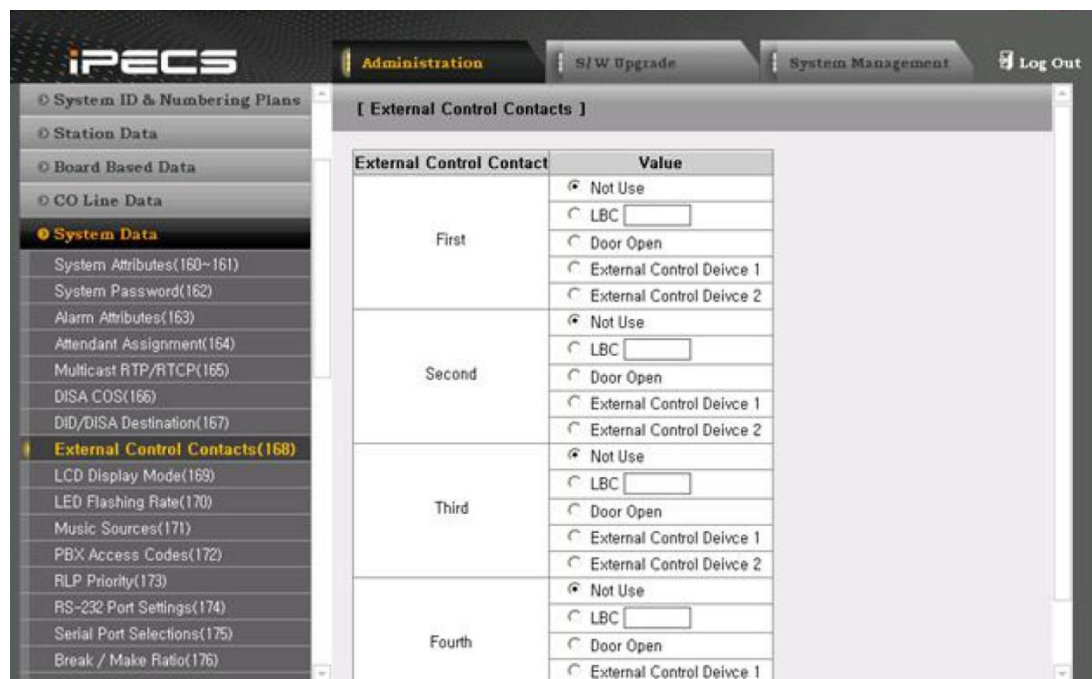 iPECS
Administration
S/W Upgrade
System Management
Log Out
System ID & Numbering Plans
Station Data
Board Based Data
CO Line Data
System Data
System Attributes(160~161)
System Password(162)
Alarm Attributes(163)
Attendant Assignment(164)
Multicast RTP/RTCP(165)
DISA COS(166)
DID/DISA Destination(167)
External Control Contacts(168)
LCD Display Mode(169)
LED Flashing Rate(170)
Music Sources(171)
PBX Access Codes(172)
RLP Priority(173)
RS-232 Port Settings(174)
Serial Port Selections(175)
Break / Make Ratio(176)
[ External Control Contacts ]
External Control Contact Value
First
Not Use
LBC
Door Open
External Control Deivce 1
External Control Deivce 2
Second
Not Use
LBC
Door Open
External Control Deivce 1
External Control Deivce 2
Third
Not Use
LBC
Door Open
External Control Deivce 1
External Control Deivce 2
Fourth
Not Use
LBC
Door Open
External Control Deivce 1